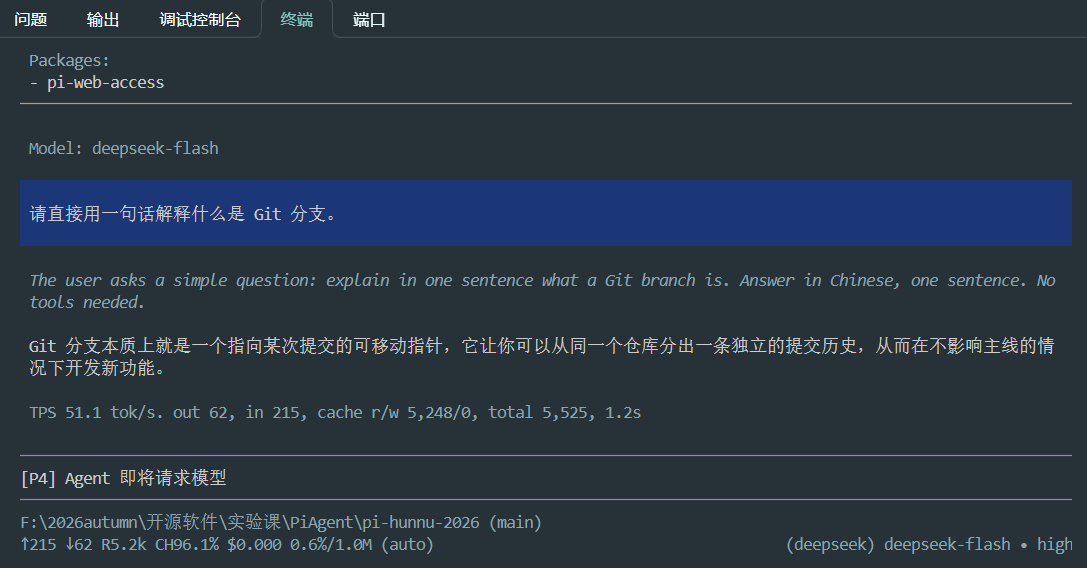 问题 输出 调试控制台 终端 端口
Packages:
- pi-web-access
Model: deepseek-flash
请直接用一句话解释什么是 Git 分支。
The user asks a simple question: explain in one sentence what a Git branch is. Answer in Chinese, one sentence. No
tools needed.
Git 分支本质上就是一个指向某次提交的可移动指针，它让你可以从同一个仓库分出一条独立的提交历史，从而在不影响主线的情
况下开发新功能。
TPS 51.1 tok/s. out 62, in 215, cache r/w 5,248/0, total 5,525, 1.2s
[P4] Agent 即将请求模型
F:\2026autumn\开源软件\实验课\PiAgent\pi-hunnu-2026 (main)
↑215 ↓62 R5.2k CH96.1% $0.000 0.6%/1.0M (auto) (deepseek) deepseek-flash • high